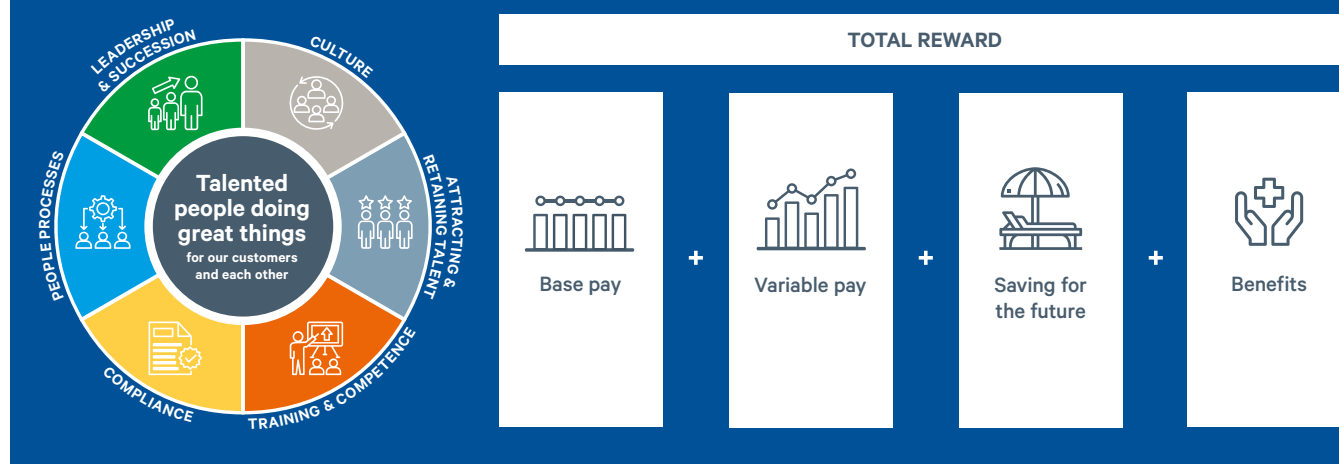 LEADERSHIP
& SUCCESSION
CULTURE
ATTRACTING &
RETAINING TALENT
TRAINING & COMPETENCE
COMPLIANCE
PEOPLE PROCESSES
Talented
people doing
great things
for our customers
and each other
TOTAL REWARD
Base pay
+
Variable pay
+
Saving for
the future
+
Benefits